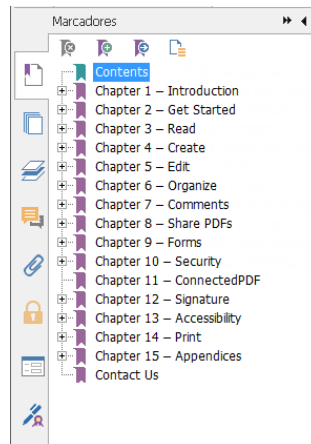 Marcadores
Contents
Chapter 1 – Introduction
Chapter 2 – Get Started
Chapter 3 – Read
Chapter 4 – Create
Chapter 5 – Edit
Chapter 6 – Organize
Chapter 7 – Comments
Chapter 8 – Share PDFs
Chapter 9 – Forms
Chapter 10 – Security
Chapter 11 – ConnectedPDF
Chapter 12 – Signature
Chapter 13 – Accessibility
Chapter 14 – Print
Chapter 15 – Appendices
Contact Us